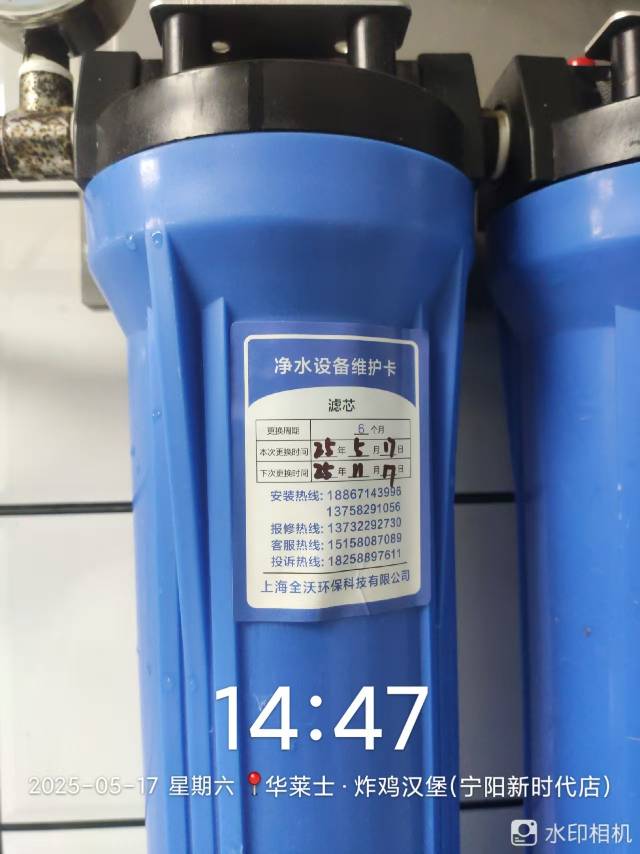 净水设备维护卡
滤芯
更换周期 6 个月
本次更换时间 25 年 5 月 17 日
下次更换时间 25 年 11 月 17 日
安装热线: 18867143996
13758291056
报修热线: 13732292730
客服热线: 15158087089
投诉热线: 18258897611
上海全沃环保科技有限公司
14:47
2025-05-17 星期六 华莱士·炸鸡汉堡(宁阳新时代店)
水印相机